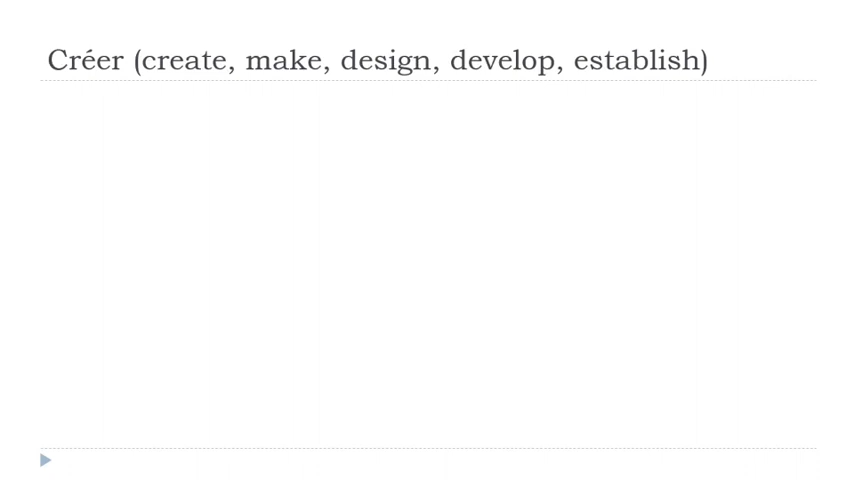 Créer (create, make, design, develop, establish)